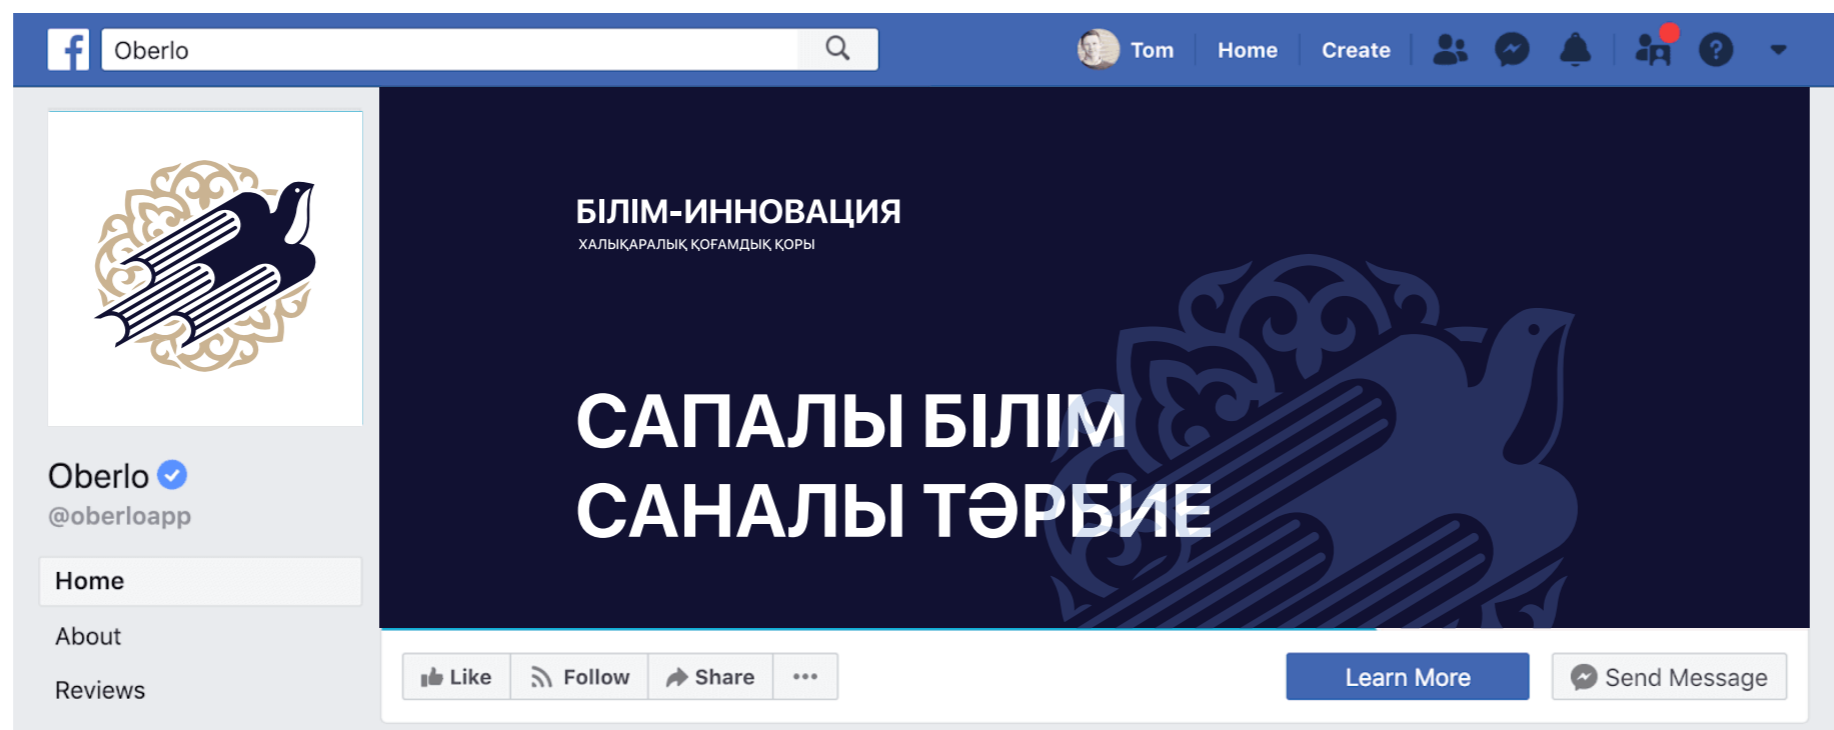 Oberlo
Tom Home Create
БІЛІМ-ИННОВАЦИЯ
ХАЛЫҚАРАЛЫҚ ҚОҒАМДЫҚ ҚОРЫ
САПАЛЫ БІЛІМ
САНАЛЫ ТӘРБИЕ
Oberlo
@oberloapp
Home
About
Reviews
Like Follow Share
Learn More Send Message